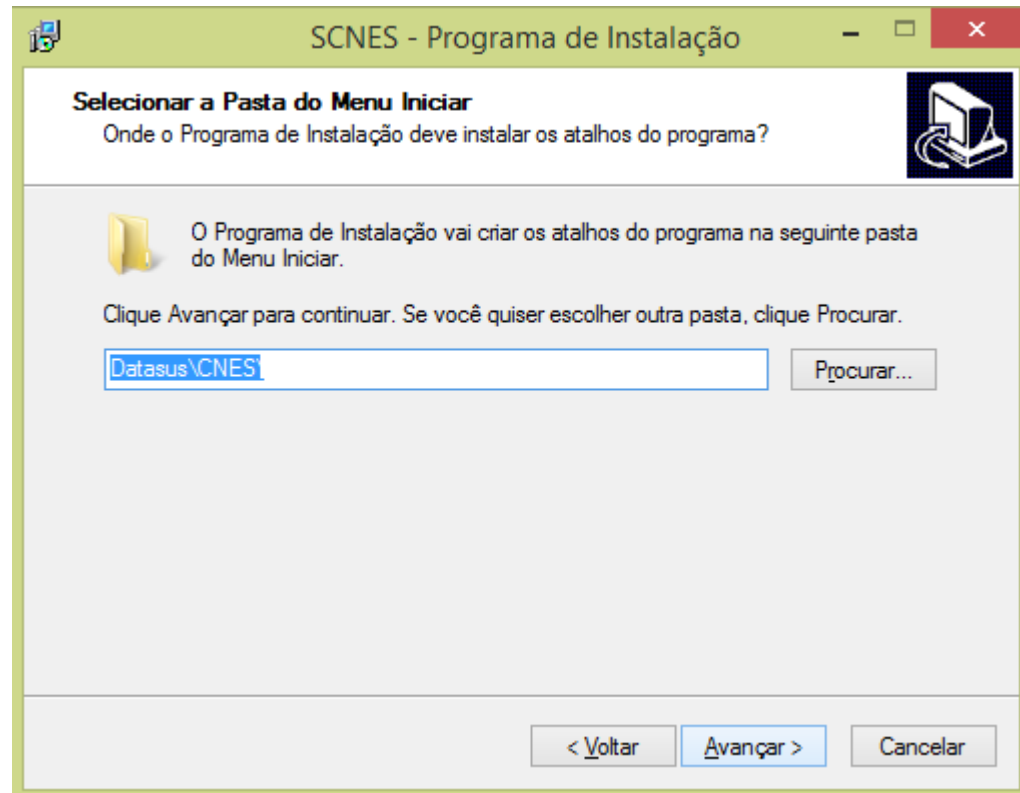 SCNES - Programa de Instalação
Selecionar a Pasta do Menu Iniciar
Onde o Programa de Instalação deve instalar os atalhos do programa?
O Programa de Instalação vai criar os atalhos do programa na seguinte pasta
do Menu Iniciar.
Clique Avançar para continuar. Se você quiser escolher outra pasta, clique Procurar.
Datasus\CNES\
Procurar...
< Voltar
Avançar >
Cancelar